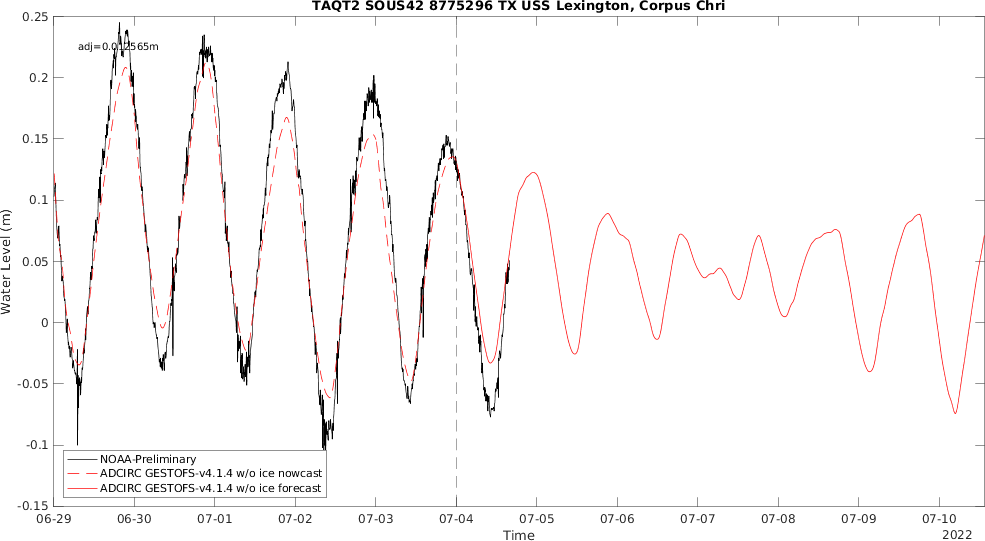 TAQT2 SOUS42 8775296 TX USS Lexington, Corpus Chri
adj=0.012565m
0.25
0.2
0.15
0.1
0.05
0
-0.05
-0.1
-0.15
Water Level (m)
NOAA-Preliminary
ADCIRC GESTOFS-v4.1.4 w/o ice nowcast
ADCIRC GESTOFS-v4.1.4 w/o ice forecast
06-29 06-30 07-01 07-02 07-03 07-04 07-05 07-06 07-07 07-08 07-09 07-10
Time
2022